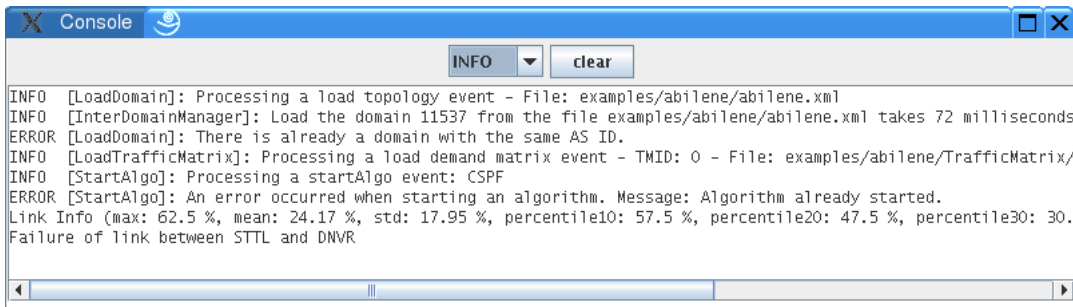 Console
INFO clear
INFO [LoadDomain]: Processing a load topology event - File: examples/abilene/abilene.xml
INFO [InterDomainManager]: Load the domain 11537 from the file examples/abilene/abilene.xml takes 72 milliseconds
ERROR [LoadDomain]: There is already a domain with the same AS ID.
INFO [LoadTrafficMatrix]: Processing a load demand matrix event - TMID: 0 - File: examples/abilene/TrafficMatrix/
INFO [StartAlgo]: Processing a startAlgo event: CSPF
ERROR [StartAlgo]: An error occurred when starting an algorithm. Message: Algorithm already started.
Link Info (max: 62.5 %, mean: 24.17 %, std: 17.95 %, percentile10: 57.5 %, percentile20: 47.5 %, percentile30: 30.
Failure of link between STTL and DNVR